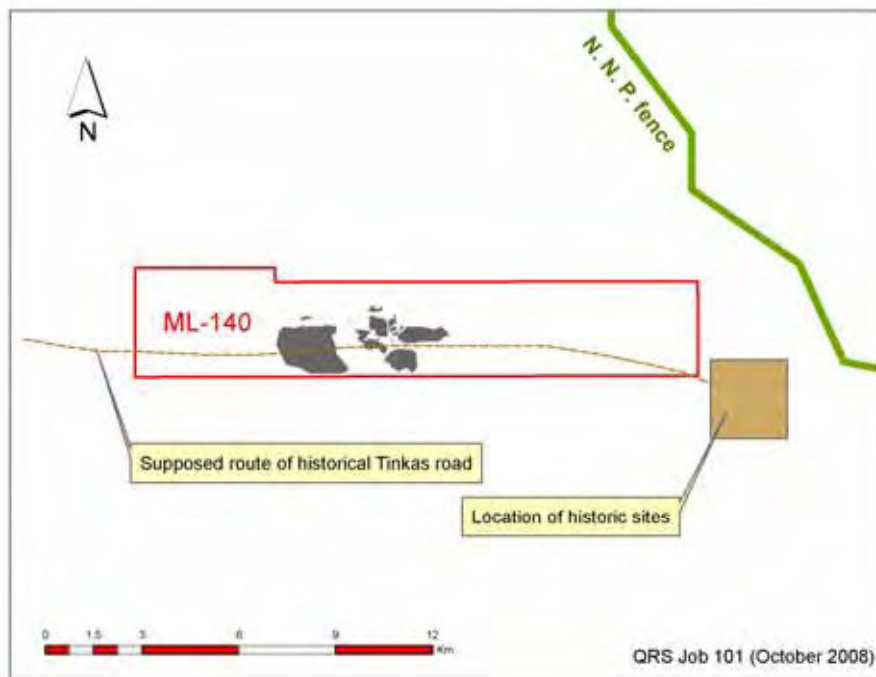 N
N. N. P. fence
ML-140
Supposed route of historical Tinkas road
Location of historic sites
0 1.5 3 6 9 12
Km
QRS Job 101 (October 2008)